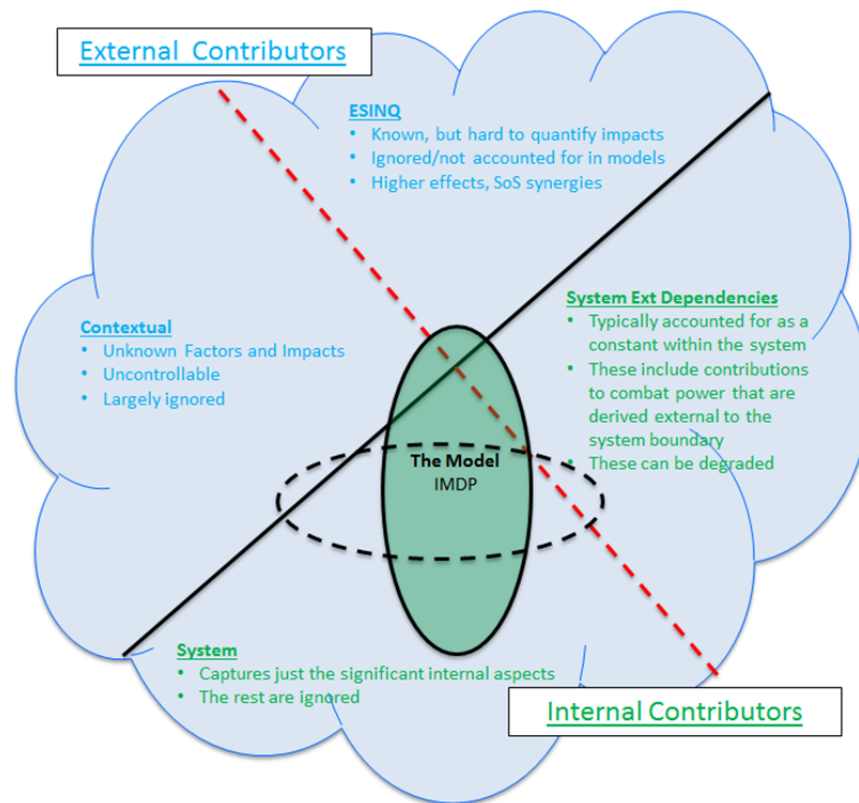 External Contributors
ESINQ
• Known, but hard to quantify impacts
• Ignored/not accounted for in models
• Higher effects, SoS synergies
System Ext Dependencies
• Typically accounted for as a
constant within the system
• These include contributions
to combat power that are
derived external to the
system boundary
• These can be degraded
Contextual
• Unknown Factors and Impacts
• Uncontrollable
• Largely ignored
The Model
IMDP
System
• Captures just the significant internal aspects
• The rest are ignored
Internal Contributors